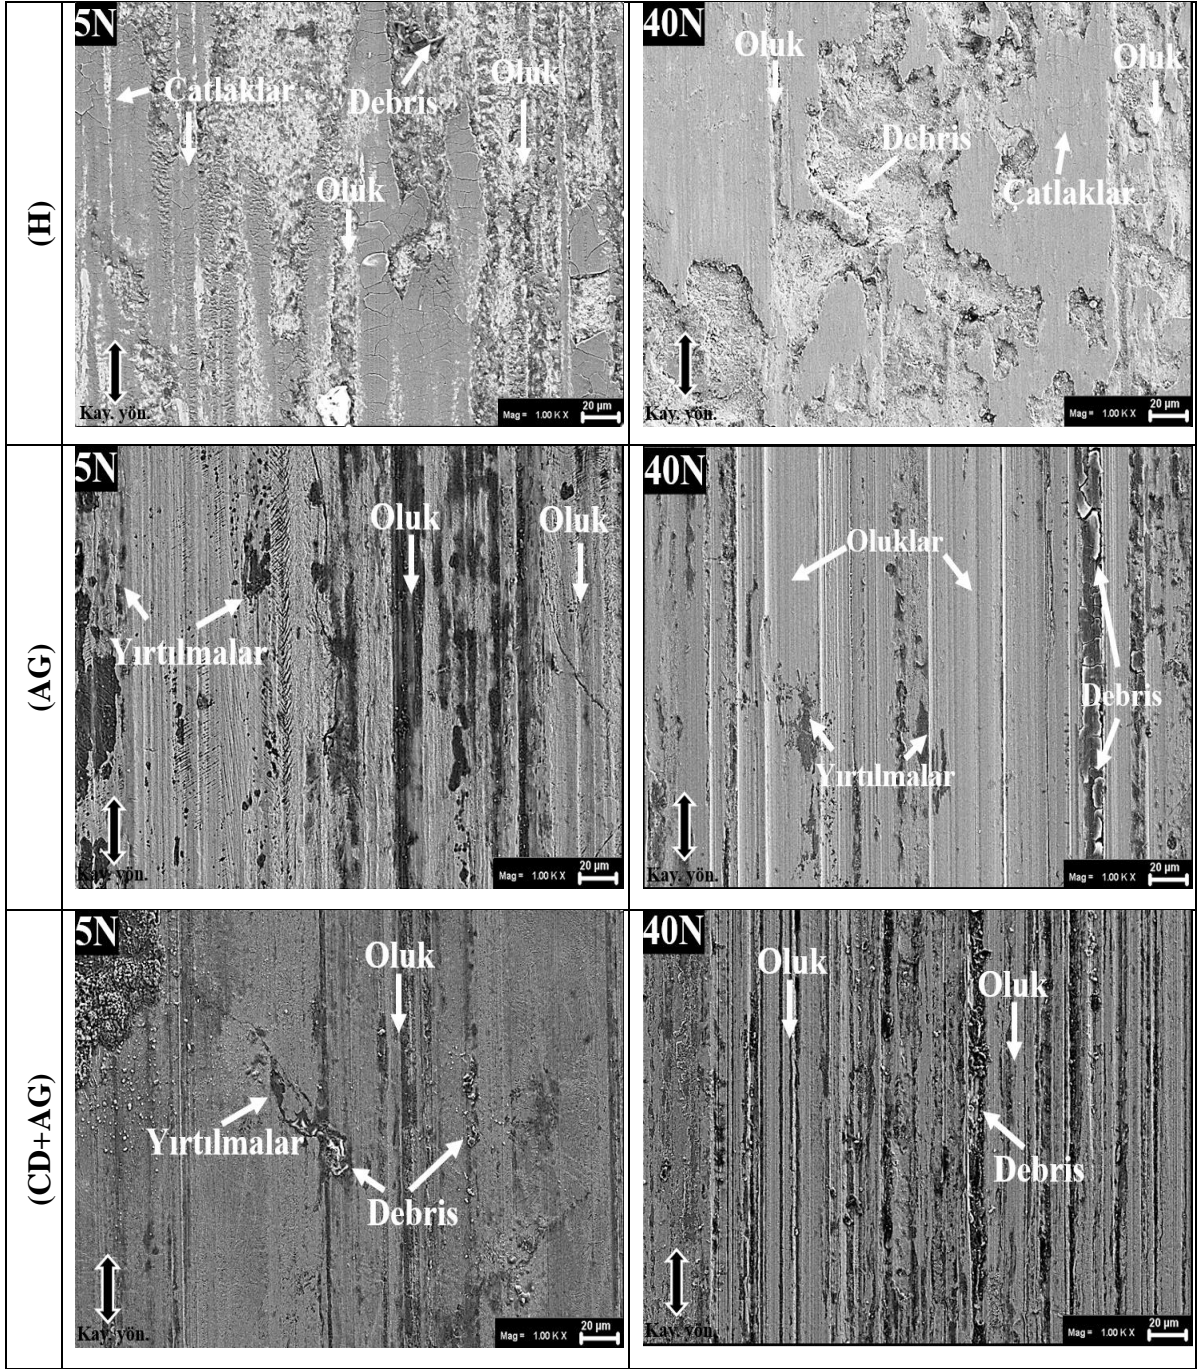 (H)
5N
Çatlaklar
Debris
Oluk
Oluk
Kay. yön.
Mag = 1.00 K X
20 µm
40N
Oluk
Oluk
Debris
Çatlaklar
Kay. yön.
Mag = 1.00 K X
20 µm
(AG)
5N
Oluk
Oluk
Yırtılmalar
Kay. yön.
Mag = 1.00 K X
20 µm
40N
Oluklar
Debris
Yırtılmalar
Kay. yön.
Mag = 1.00 K X
20 µm
(CD+AG)
5N
Oluk
Yırtılmalar
Debris
Kay. yön.
Mag = 1.00 K X
20 µm
40N
Oluk
Oluk
Debris
Kay. yön.
Mag = 1.00 K X
20 µm